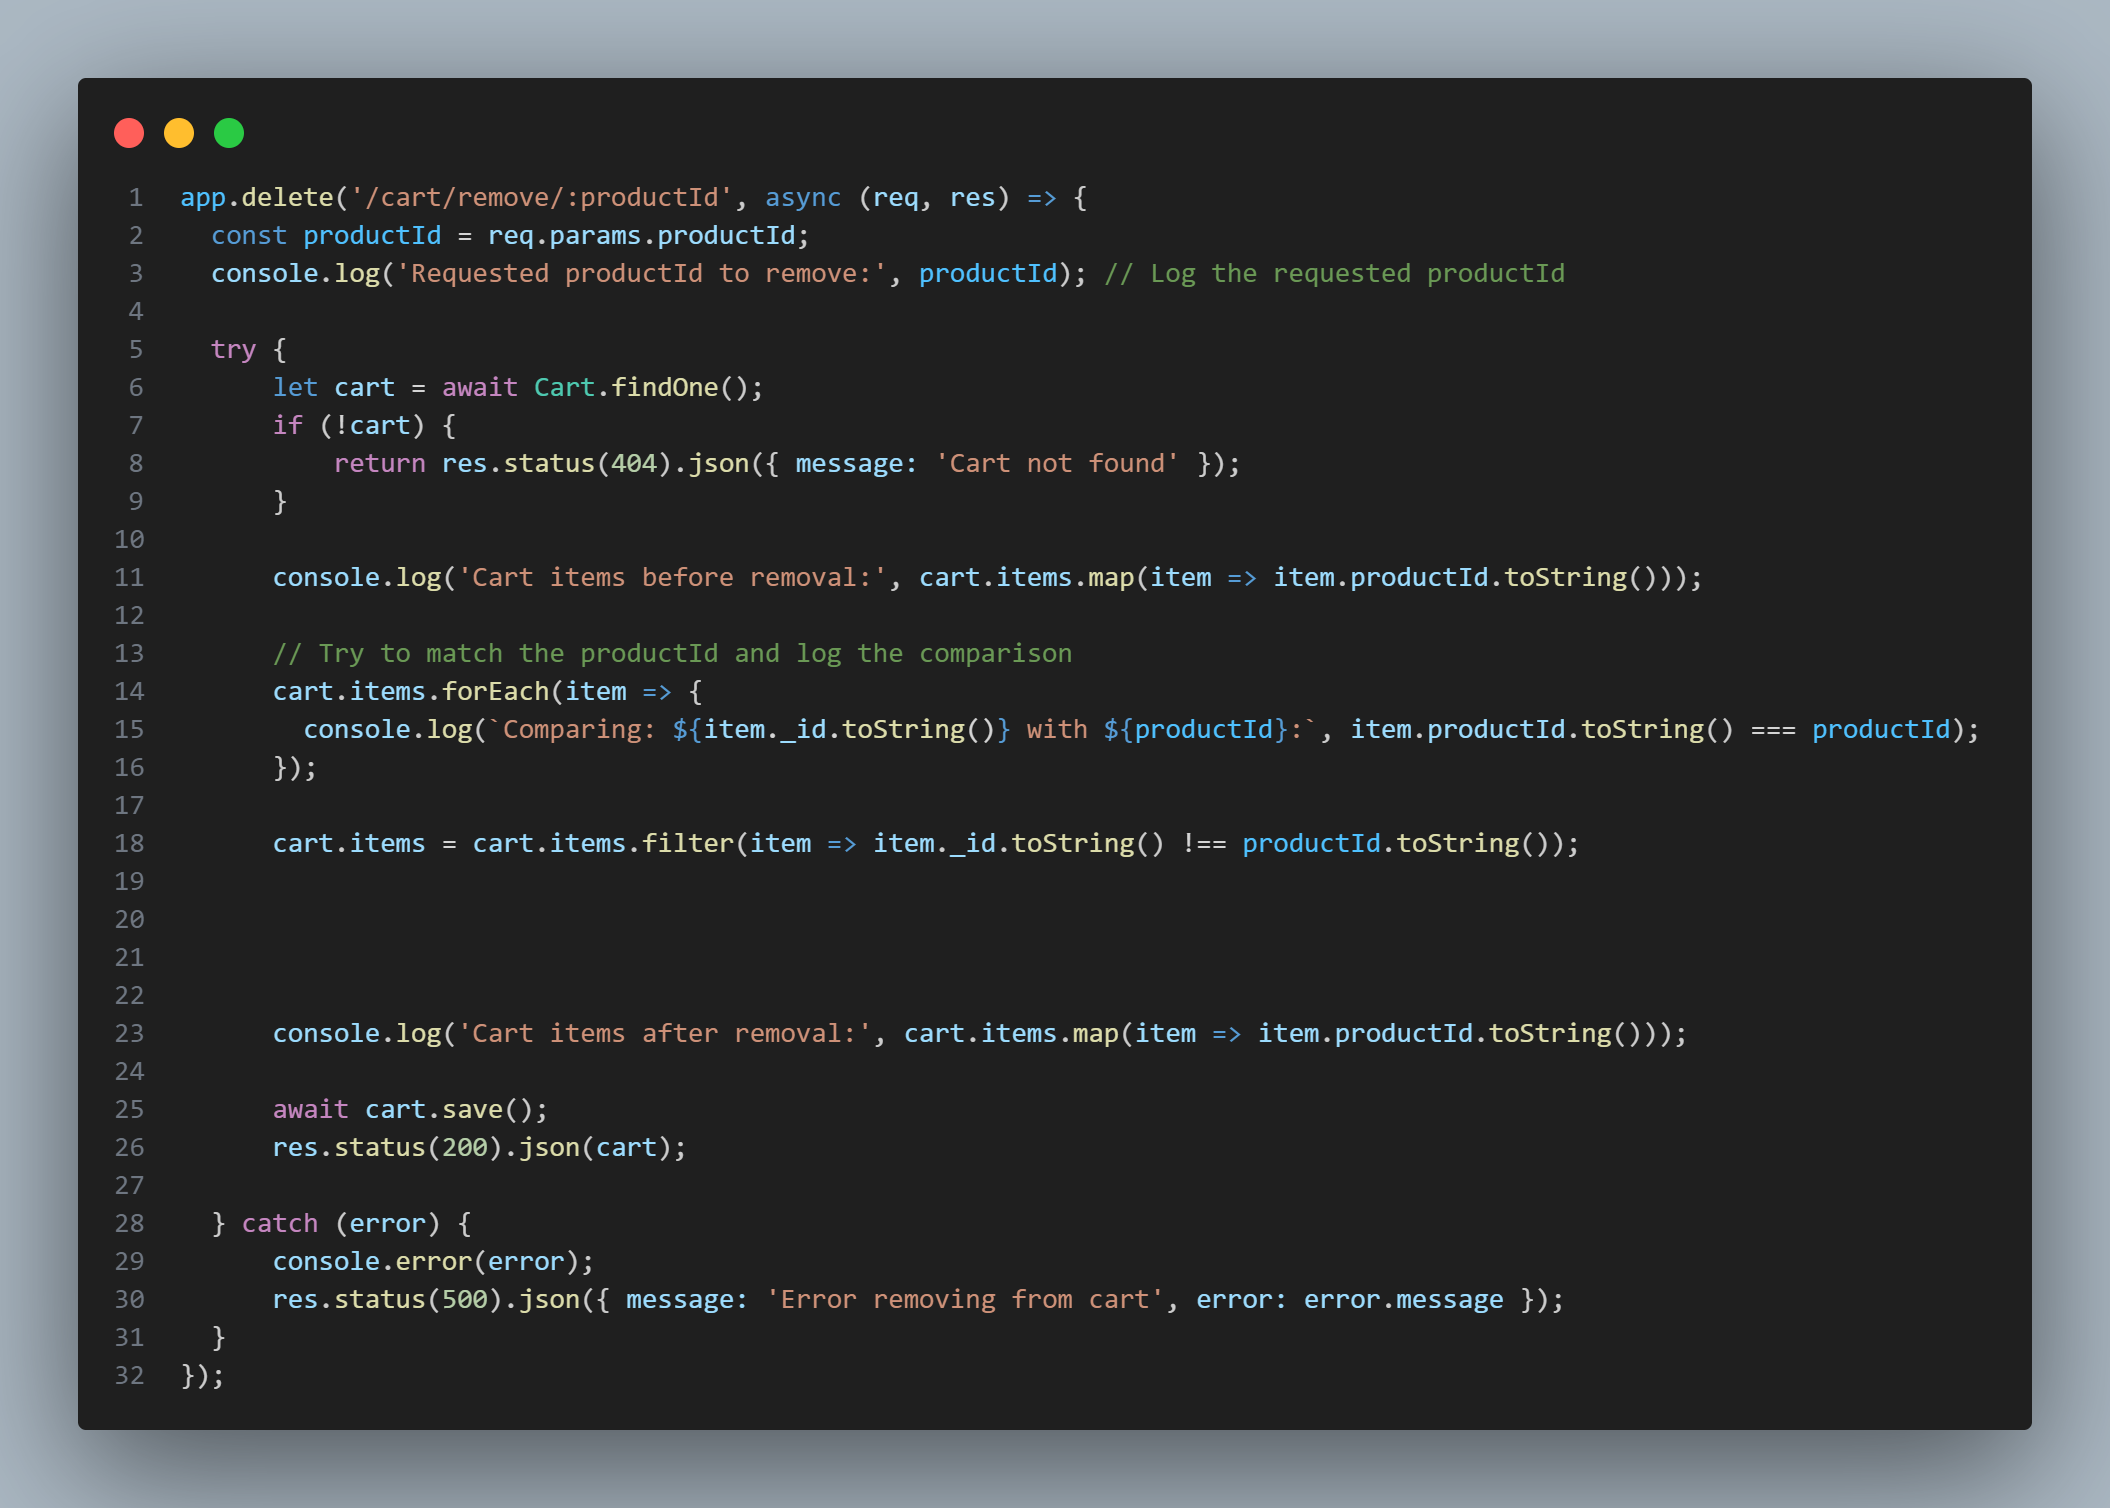 1 app.delete('/cart/remove/:productId', async (req, res) => {
2   const productId = req.params.productId;
3   console.log('Requested productId to remove:', productId); // Log the requested productId
4
5   try {
6       let cart = await Cart.findOne();
7       if (!cart) {
8           return res.status(404).json({ message: 'Cart not found' });
9       }
10
11       console.log('Cart items before removal:', cart.items.map(item => item.productId.toString()));
12
13       // Try to match the productId and log the comparison
14       cart.items.forEach(item => {
15         console.log(`Comparing: ${item._id.toString()} with ${productId}:`, item.productId.toString() === productId);
16       });
17
18       cart.items = cart.items.filter(item => item._id.toString() !== productId.toString());
19
20
21
22
23       console.log('Cart items after removal:', cart.items.map(item => item.productId.toString()));
24
25       await cart.save();
26       res.status(200).json(cart);
27
28   } catch (error) {
29       console.error(error);
30       res.status(500).json({ message: 'Error removing from cart', error: error.message });
31   }
32 });